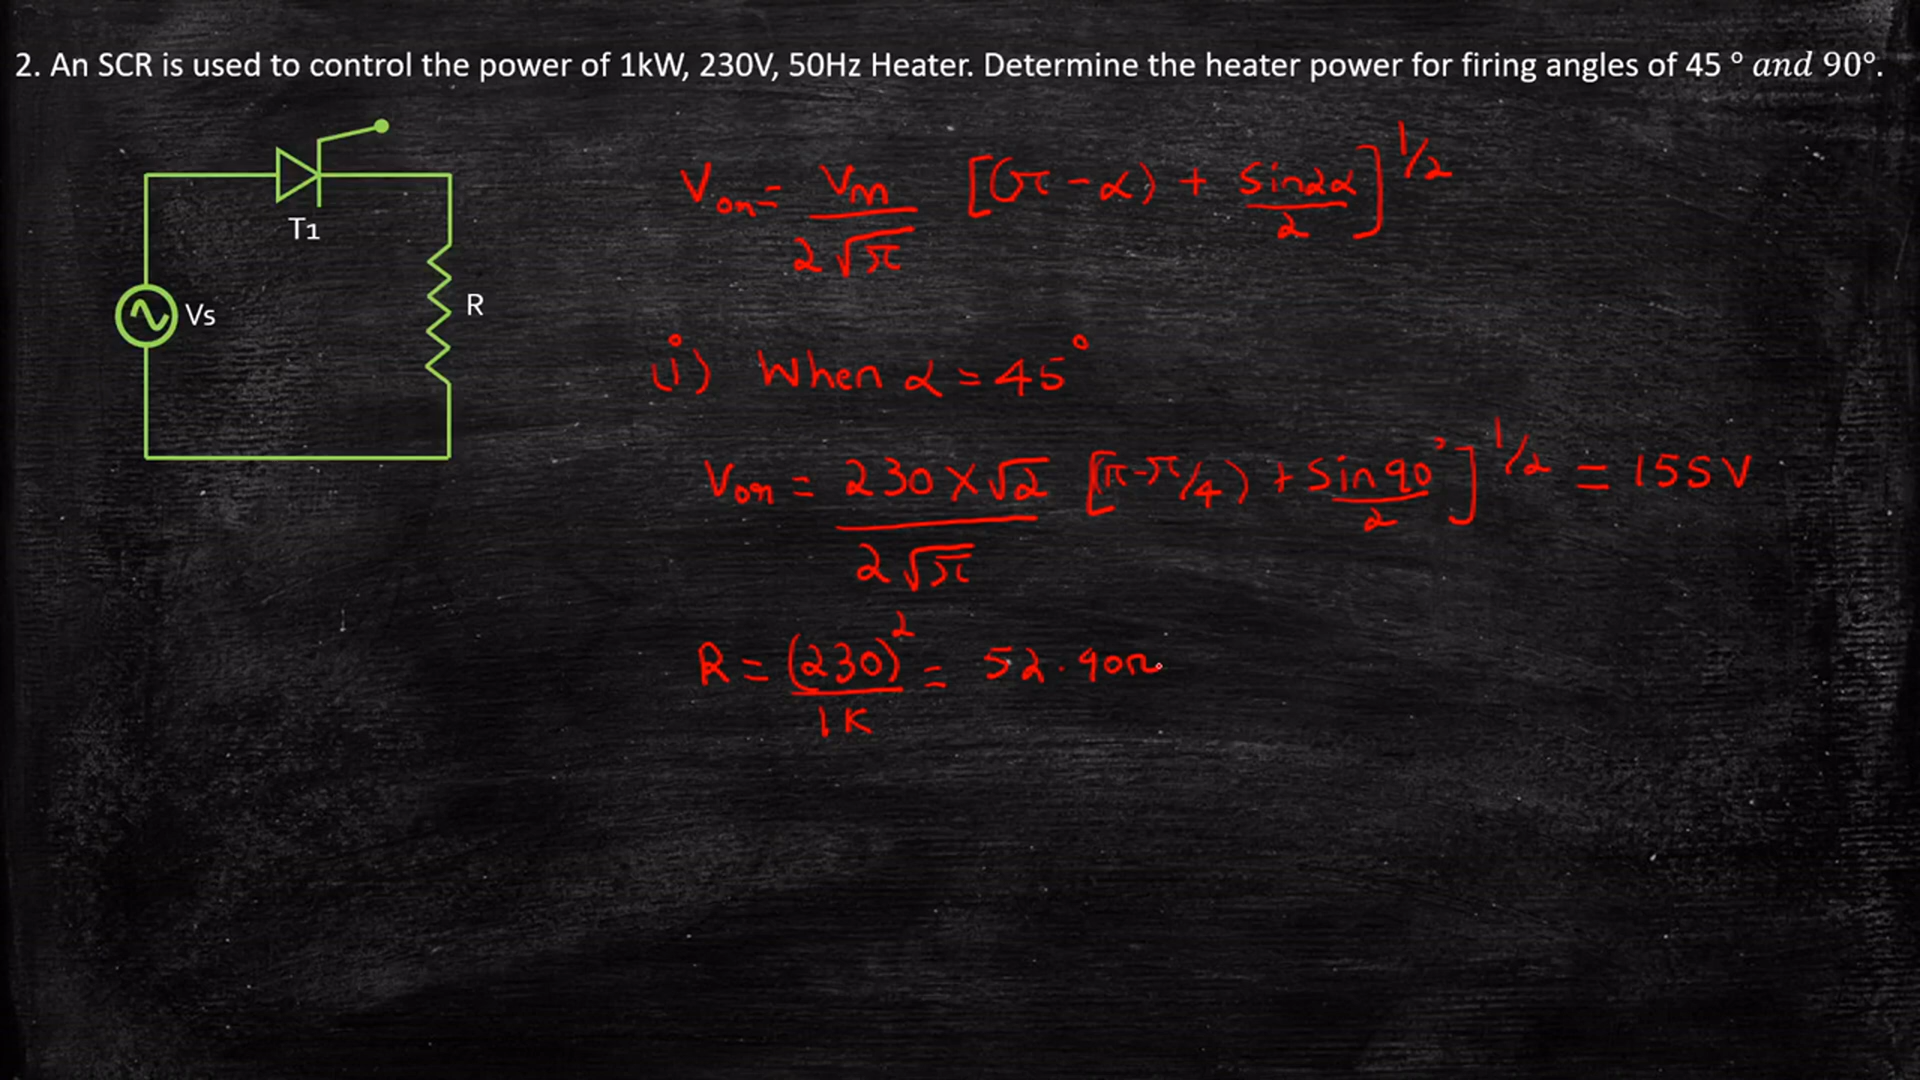 2. An SCR is used to control the power of 1kW, 230V, 50Hz Heater. Determine the heater power for firing angles of 45 ° and 90°.
T1
Vs
R
Von = Vm / 2√π [(π - α) + sin2α / 2]^1/2
(i) When α = 45°
Von = 230 × √2 / 2√π [(π - π/4) + sin 90° / 2]^1/2 = 155V
R = (230)^2 / 1K = 52.90Ω